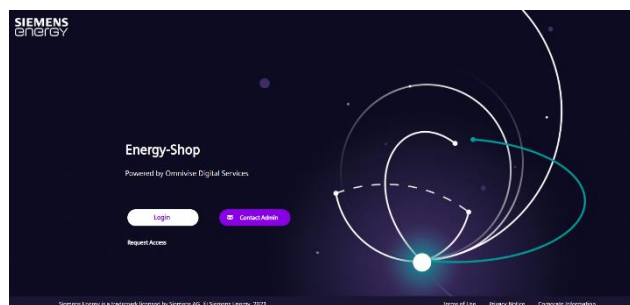 SIEMENS
energy
Energy-Shop
Powered by Omnivise Digital Services
Login
Contact Admin
Request Access
Siemens Energy is a trademark licensed by Siemens AG. © Siemens Energy, 2021
Terms of Use Privacy Notice Corporate Information